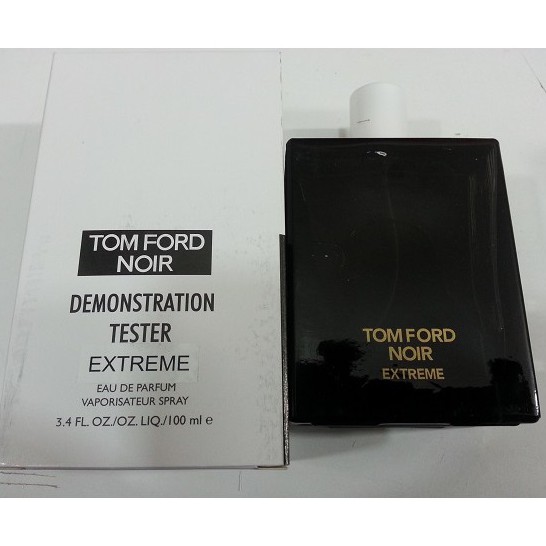 TOM FORD
NOIR
DEMONSTRATION
TESTER
EXTREME
EAU DE PARFUM
VAPORISATEUR SPRAY
3.4 FL. OZ./OZ. LIQ./100 ml e
TOM FORD
NOIR
EXTREME